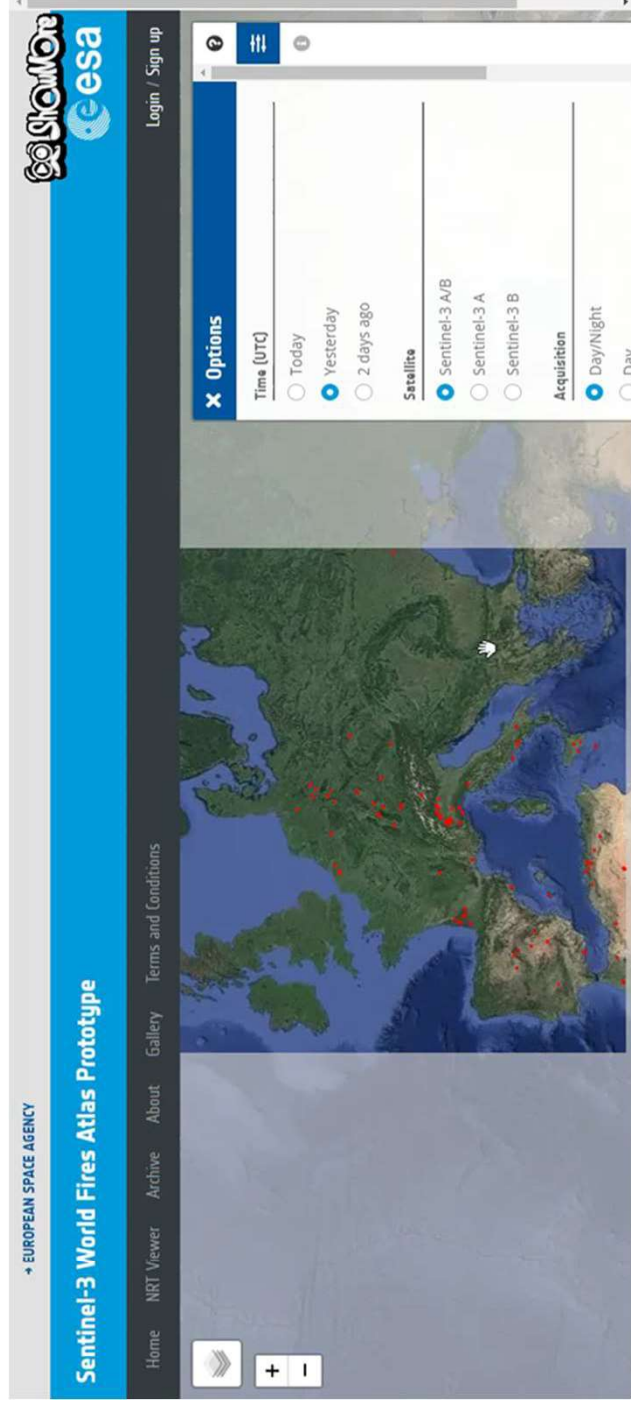 ShowMore
→ EUROPEAN SPACE AGENCY
Sentinel-3 World Fires Atlas Prototype
esa
Home NRT Viewer Archive About Gallery Terms and Conditions Login / Sign up
+
−
× Options
?
i
Time (UTC)
Today
Yesterday
2 days ago
Satellite
Sentinel-3 A/B
Sentinel-3 A
Sentinel-3 B
Acquisition
Day/Night
Day